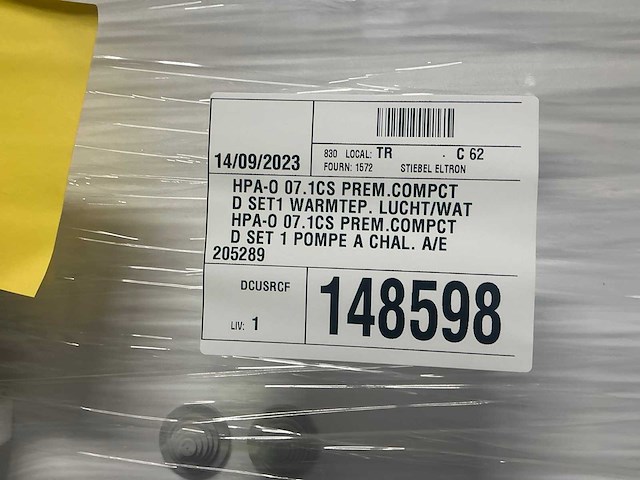 14/09/2023
830 LOCAL: TR . C 62
FOURN: 1572 STIEBEL ELTRON
HPA-O 07.1CS PREM.COMPCT
D SET1 WARMTEP. LUCHT/WAT
HPA-O 07.1CS PREM.COMPCT
D SET 1 POMPE A CHAL. A/E
205289
DCUSRCF
LIV: 1
148598